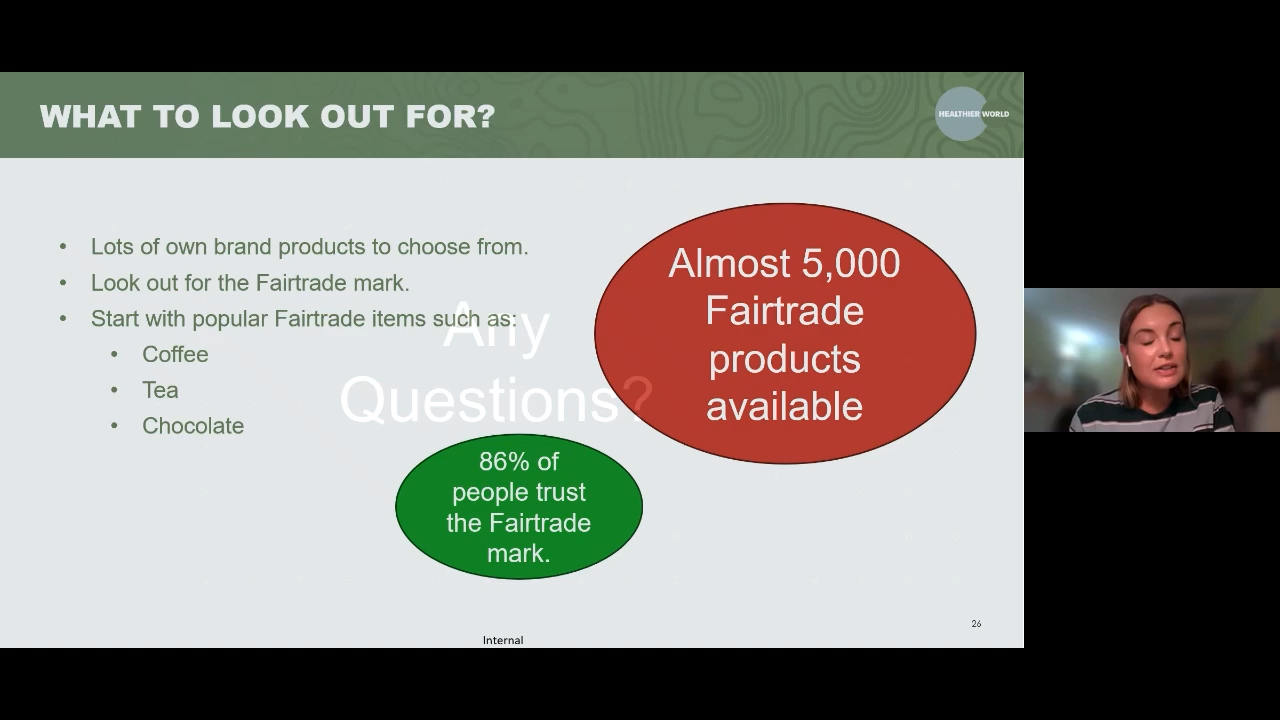 WHAT TO LOOK OUT FOR?
HEALTHIER WORLD
• Lots of own brand products to choose from.
• Look out for the Fairtrade mark.
• Start with popular Fairtrade items such as:
• Coffee
• Tea
• Chocolate
Any
Questions?
Almost 5,000
Fairtrade
products
available
86% of
people trust
the Fairtrade
mark.
26
Internal